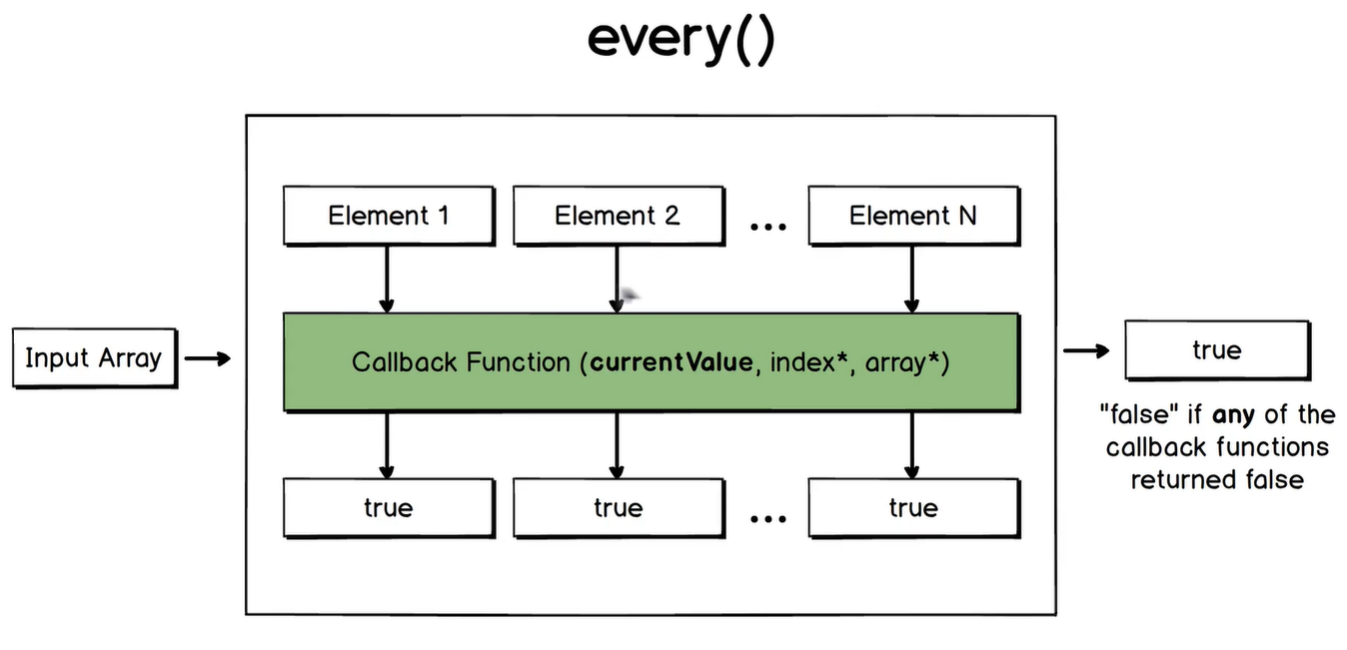 every()
Element 1
Element 2
...
Element N
Input Array
Callback Function (currentValue, index*, array*)
true
"false" if any of the
callback functions
returned false
true
true
...
true